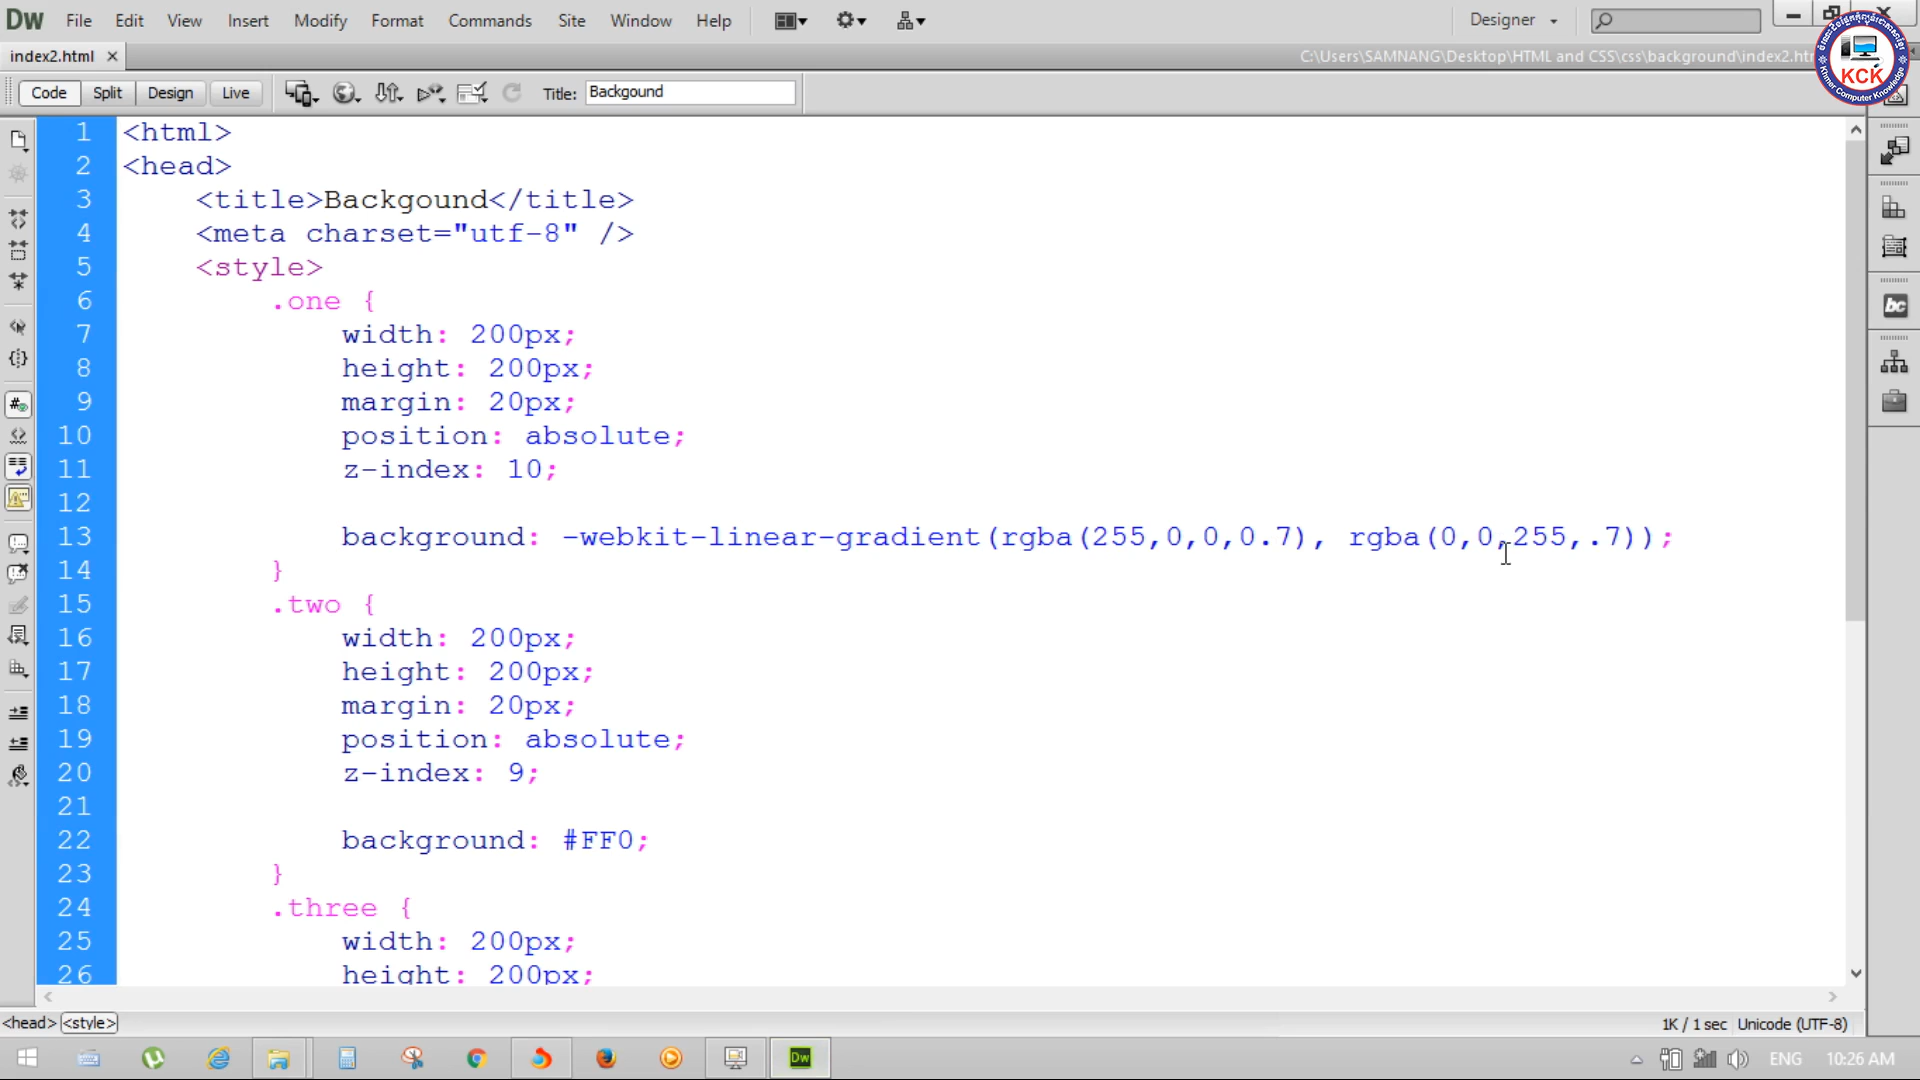 Dw File Edit View Insert Modify Format Commands Site Window Help Designer
index2.html C:\Users\SAMNANG\Desktop\HTML and CSS\css\background\index2.ht
Code Split Design Live Title: Backgound
KCK
Khmer Computer Knowledge
1 <html>
2 <head>
3 <title>Backgound</title>
4 <meta charset="utf-8" />
5 <style>
6 .one {
7 width: 200px;
8 height: 200px;
9 margin: 20px;
10 position: absolute;
11 z-index: 10;
12
13 background: -webkit-linear-gradient(rgba(255,0,0,0.7), rgba(0,0,255,.7));
14 }
15 .two {
16 width: 200px;
17 height: 200px;
18 margin: 20px;
19 position: absolute;
20 z-index: 9;
21
22 background: #FF0;
23 }
24 .three {
25 width: 200px;
26 height: 200px;
<head> <style> 1K / 1 sec Unicode (UTF-8)
Dw ENG 10:26 AM